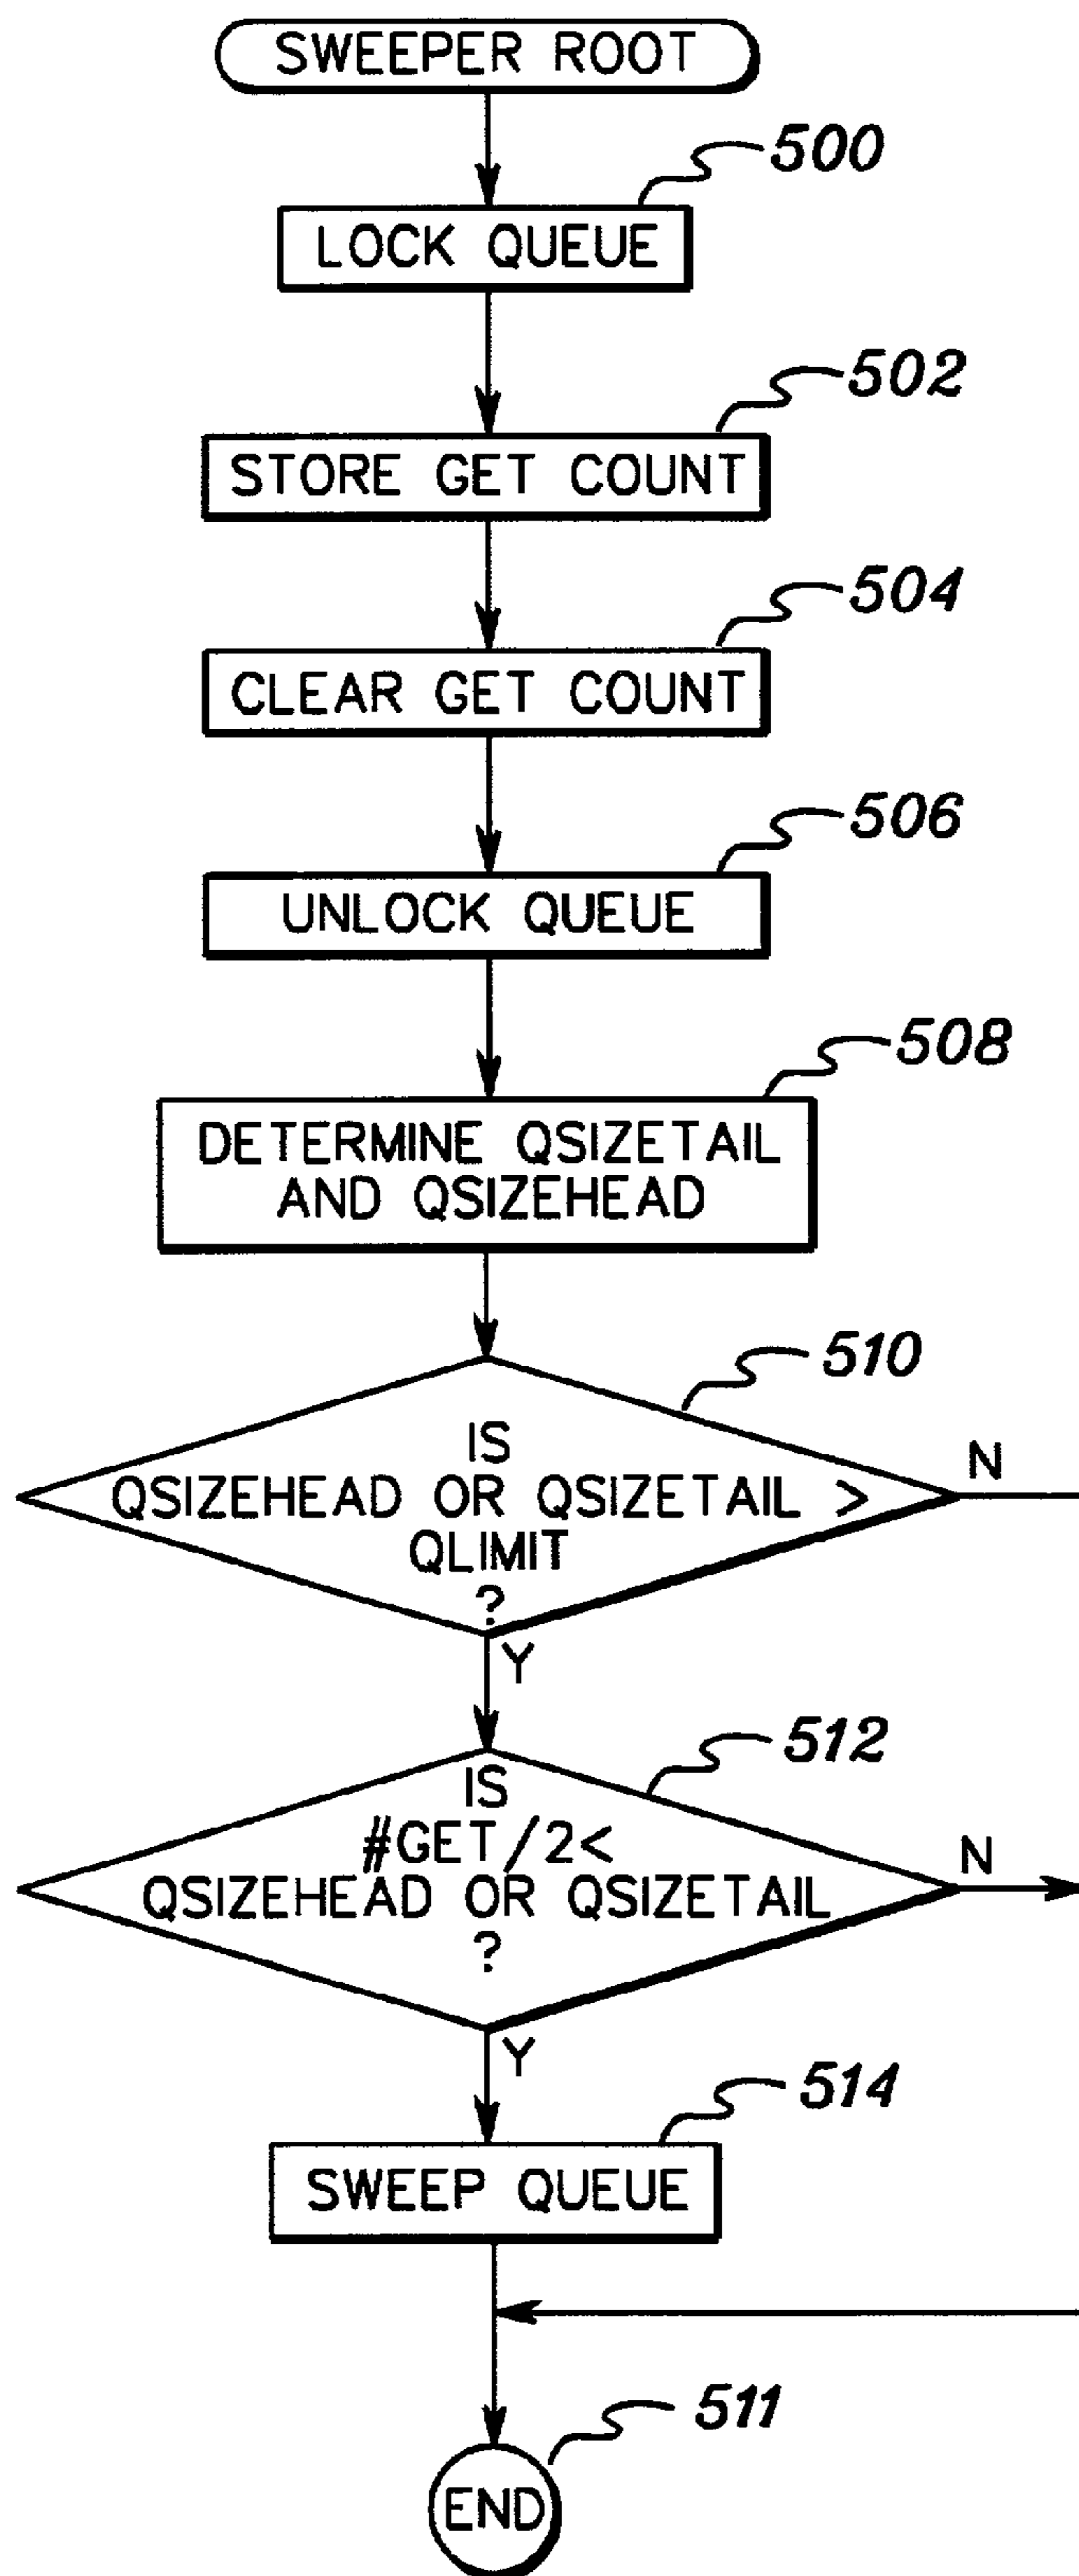 SWEEPER ROOT
500
LOCK QUEUE
502
STORE GET COUNT
504
CLEAR GET COUNT
506
UNLOCK QUEUE
508
DETERMINE QSIZETAIL
AND QSIZEHEAD
510
IS
QSIZEHEAD OR QSIZETAIL >
QLIMIT
?
N
Y
512
IS
#GET/2<
QSIZEHEAD OR QSIZETAIL
?
N
Y
514
SWEEP QUEUE
511
END